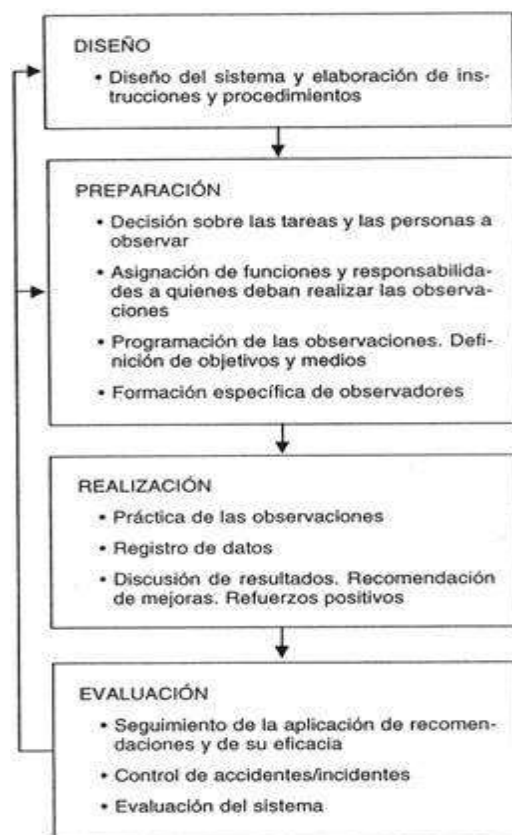 DISEÑO
• Diseño del sistema y elaboración de ins-
trucciones y procedimientos
PREPARACIÓN
• Decisión sobre las tareas y las personas a
observar
• Asignación de funciones y responsabilida-
des a quienes deban realizar las observa-
ciones
• Programación de las observaciones. Defi-
nición de objetivos y medios
• Formación específica de observadores
REALIZACIÓN
• Práctica de las observaciones
• Registro de datos
• Discusión de resultados. Recomendación
de mejoras. Refuerzos positivos
EVALUACIÓN
• Seguimiento de la aplicación de recomen-
daciones y de su eficacia
• Control de accidentes/incidentes
• Evaluación del sistema